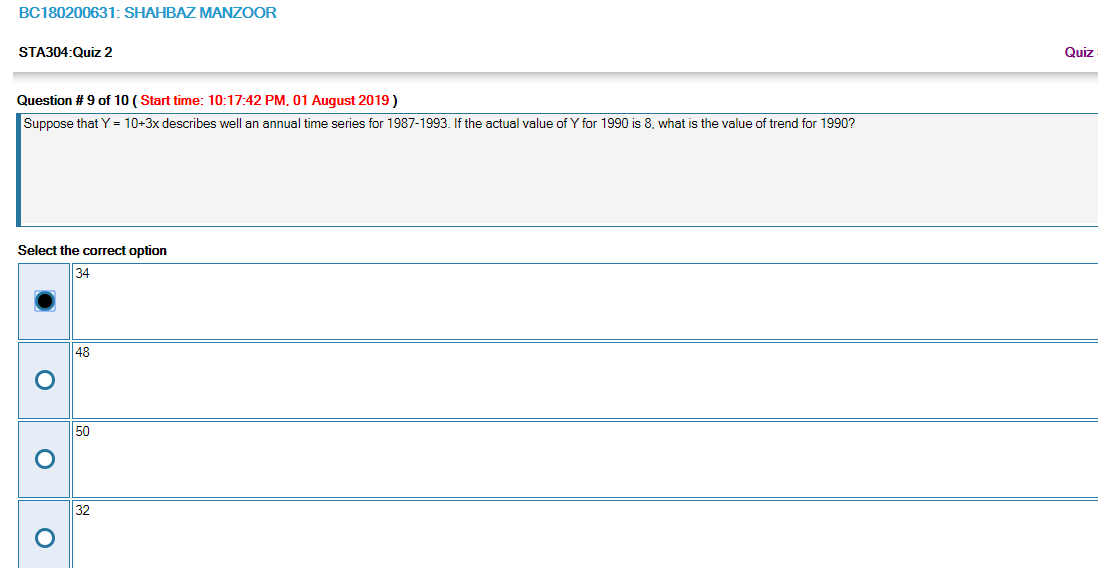 BC180200631: SHAHBAZ MANZOOR
STA304:Quiz 2
Quiz
Question # 9 of 10 ( Start time: 10:17:42 PM, 01 August 2019 )
Suppose that Y = 10+3x describes well an annual time series for 1987-1993. If the actual value of Y for 1990 is 8, what is the value of trend for 1990?
Select the correct option
34
48
50
32